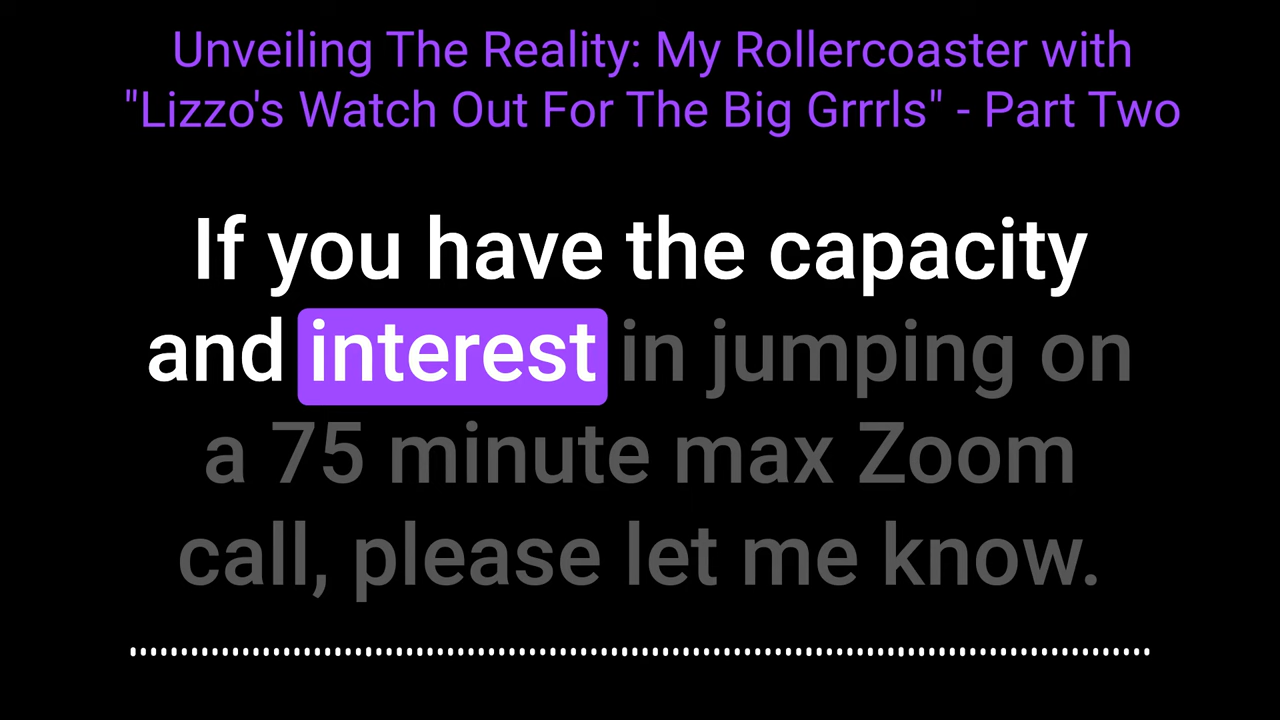 Unveiling The Reality: My Rollercoaster with
"Lizzo's Watch Out For The Big Grrrls" - Part Two
If you have the capacity
and interest in jumping on
a 75 minute max Zoom
call, please let me know.